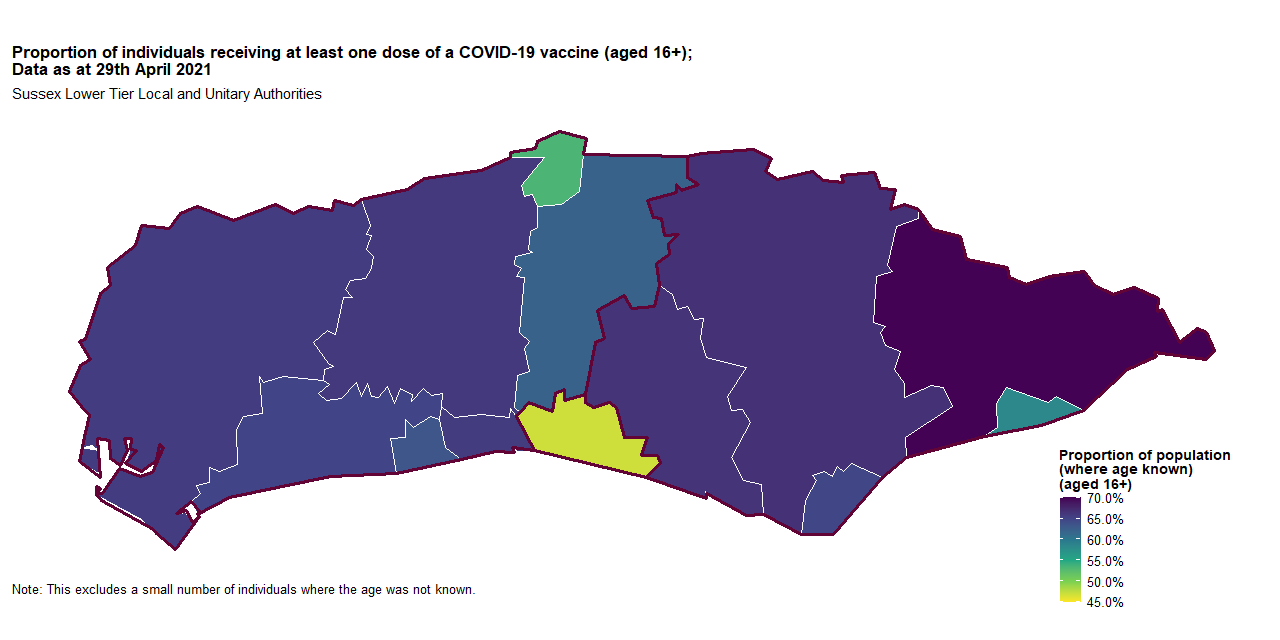 Proportion of individuals receiving at least one dose of a COVID-19 vaccine (aged 16+);
Data as at 29th April 2021
Sussex Lower Tier Local and Unitary Authorities
Proportion of population
(where age known)
(aged 16+)
70.0%
65.0%
60.0%
55.0%
50.0%
45.0%
Note: This excludes a small number of individuals where the age was not known.